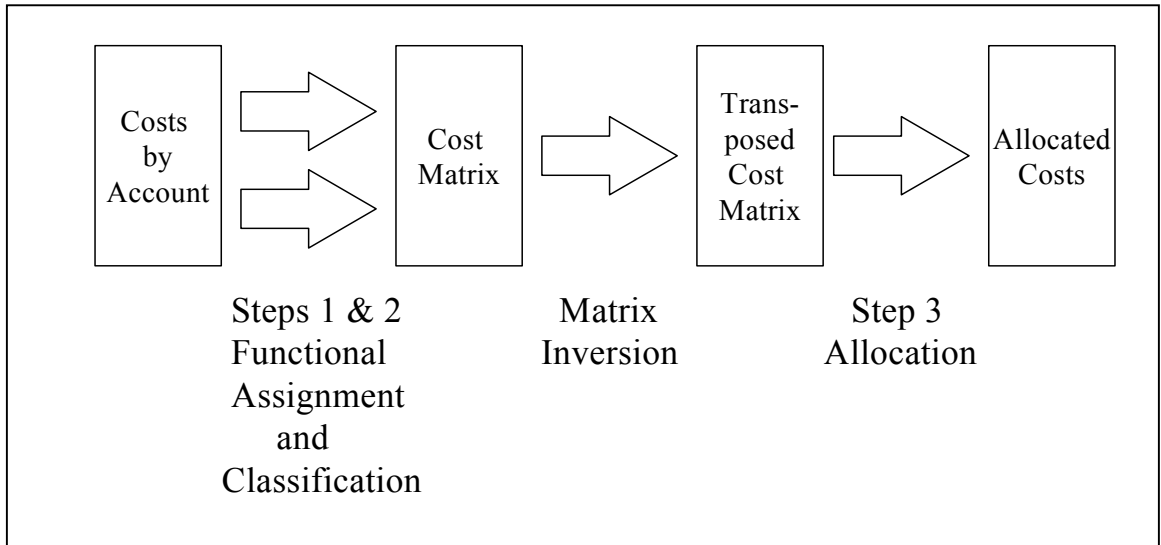 Costs
by
Account
Cost
Matrix
Trans-
posed
Cost
Matrix
Allocated
Costs
Steps 1 & 2
Functional
Assignment
and
Classification
Matrix
Inversion
Step 3
Allocation